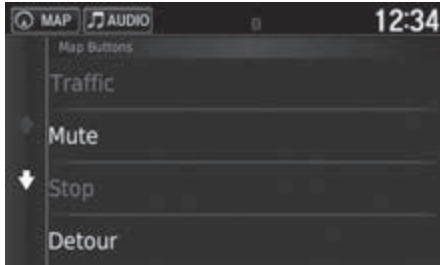 MAP AUDIO 12:34
Map Buttons
Traffic
Mute
Stop
Detour